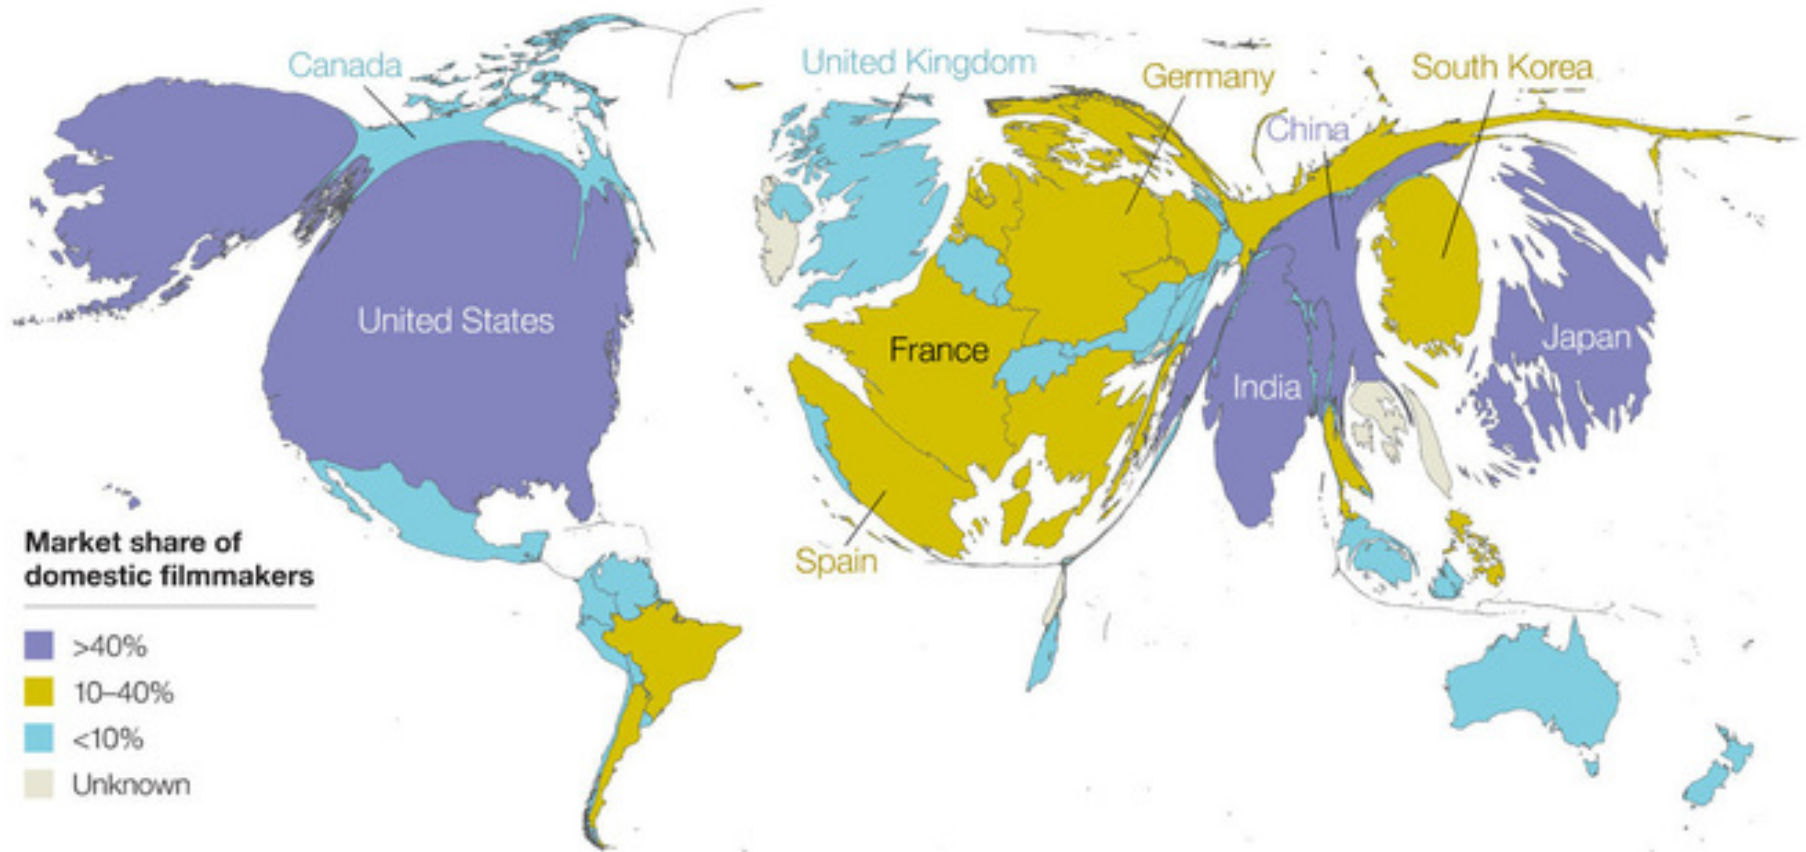 Canada
United Kingdom
Germany
South Korea
China
United States
France
India
Japan
Spain
Market share of
domestic filmmakers
>40%
10–40%
<10%
Unknown